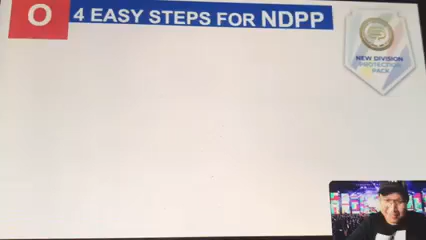 O
4 EASY STEPS FOR NDPP
NEW DIVISION
PROTECTION
PACK